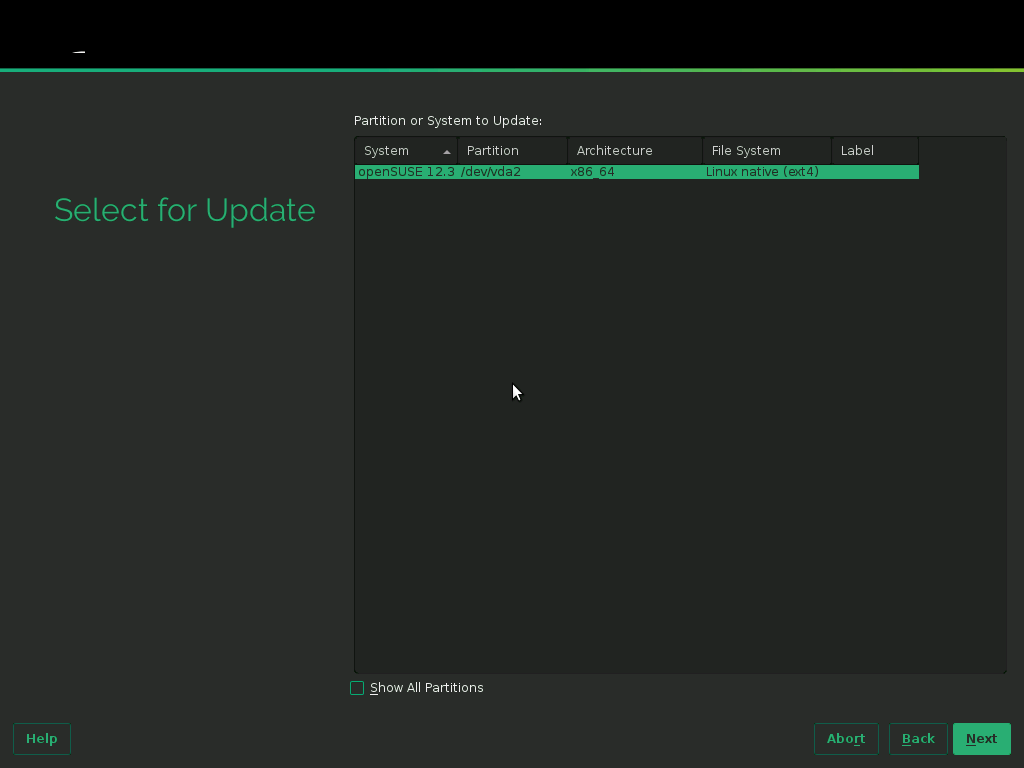 Partition or System to Update:
System Partition Architecture File System Label
openSUSE 12.3 /dev/vda2 x86_64 Linux native (ext4)
Select for Update
Show All Partitions
Help Abort Back Next